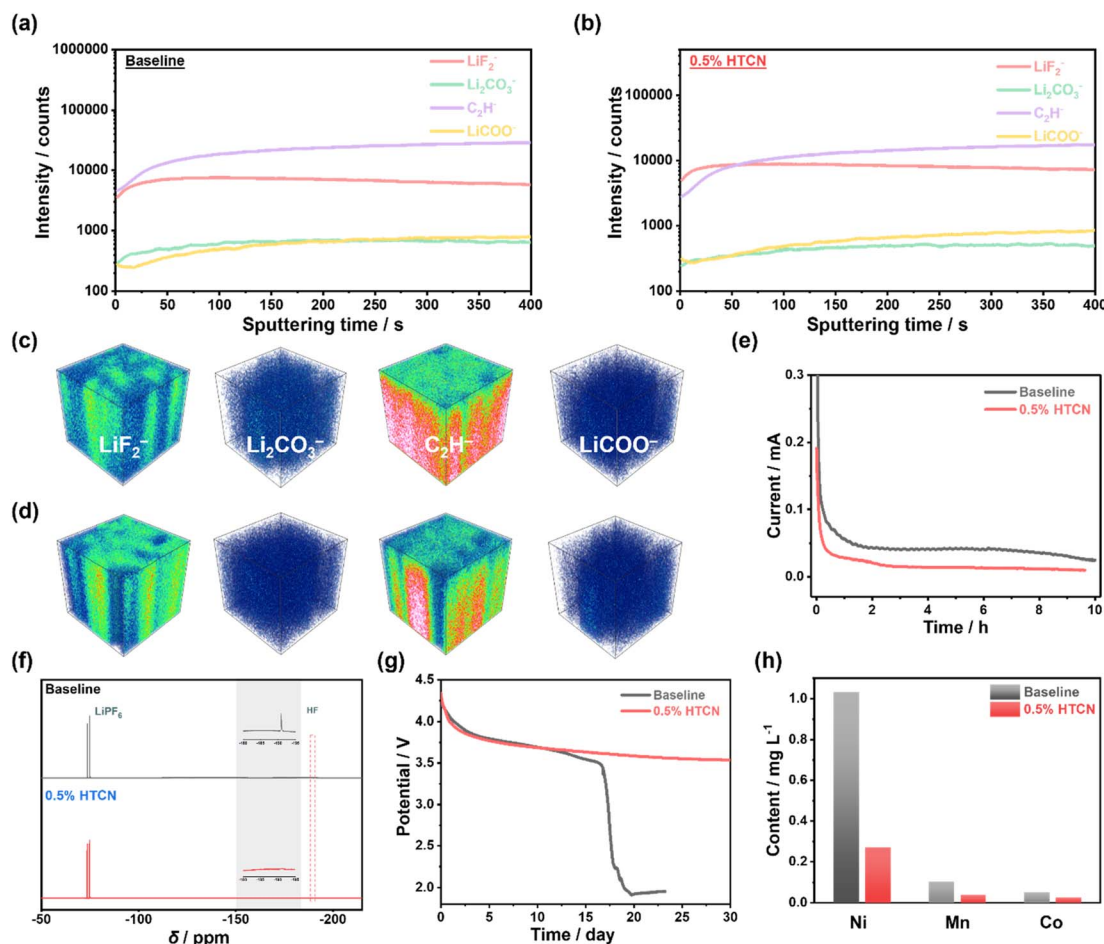 (a)
1000000
100000
10000
1000
100
Intensity / counts
Baseline
LiF₂⁻
Li₂CO₃⁻
C₂H⁻
LiCOO⁻
0 50 100 150 200 250 300 350 400
Sputtering time / s
(b)
100000
10000
1000
100
Intensity / counts
0.5% HTCN
LiF₂⁻
Li₂CO₃⁻
C₂H⁻
LiCOO⁻
0 50 100 150 200 250 300 350 400
Sputtering time / s
(c)
LiF₂⁻
Li₂CO₃⁻
C₂H⁻
LiCOO⁻
(d)
(e)
0.3
0.2
0.1
0.0
Current / mA
Baseline
0.5% HTCN
0 2 4 6 8 10
Time / h
(f)
Baseline
LiPF₆
HF
0.5% HTCN
-50 -100 -150 -200
δ / ppm
(g)
4.5
4.0
3.5
3.0
2.5
2.0
Potential / V
Baseline
0.5% HTCN
0 5 10 15 20 25 30
Time / day
(h)
1.0
0.8
0.6
0.4
0.2
0.0
Content / mg L⁻¹
Baseline
0.5% HTCN
Ni Mn Co